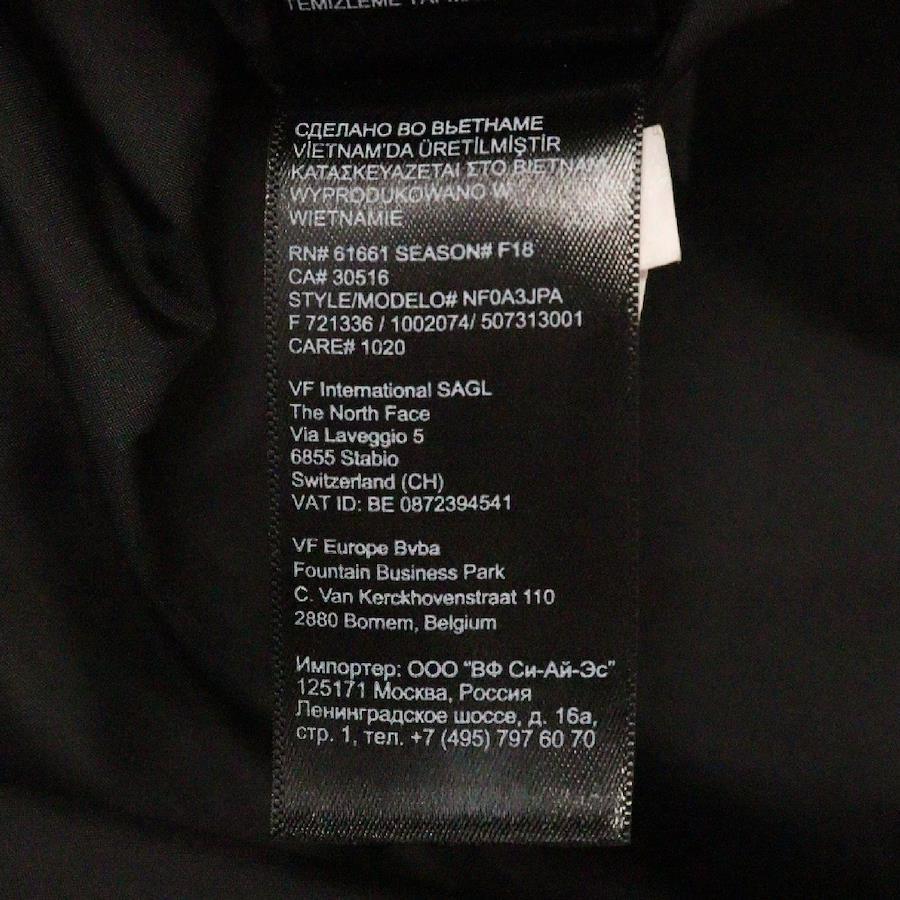 TEMİZLEME
СДЕЛАНО ВО ВЬЕТНАМЕ
VİETNAM'DA ÜRETİLMİŞTİR
ΚΑΤΑΣΚΕΥΑΖΕΤΑΙ ΣΤΟ ΒΙΕΤΝΑΜ
WYPRODUKOWANO W
WIETNAMIE
RN# 61661 SEASON# F18
CA# 30516
STYLE/MODELO# NF0A3JPA
F 721336 / 1002074/ 507313001
CARE# 1020
VF International SAGL
The North Face
Via Laveggio 5
6855 Stabio
Switzerland (CH)
VAT ID: BE 0872394541
VF Europe Bvba
Fountain Business Park
C. Van Kerckhovenstraat 110
2880 Bornem, Belgium
Импортер: ООО "ВФ Си-Ай-Эс"
125171 Москва, Россия
Ленинградское шоссе, д. 16а,
стр. 1, тел. +7 (495) 797 60 70